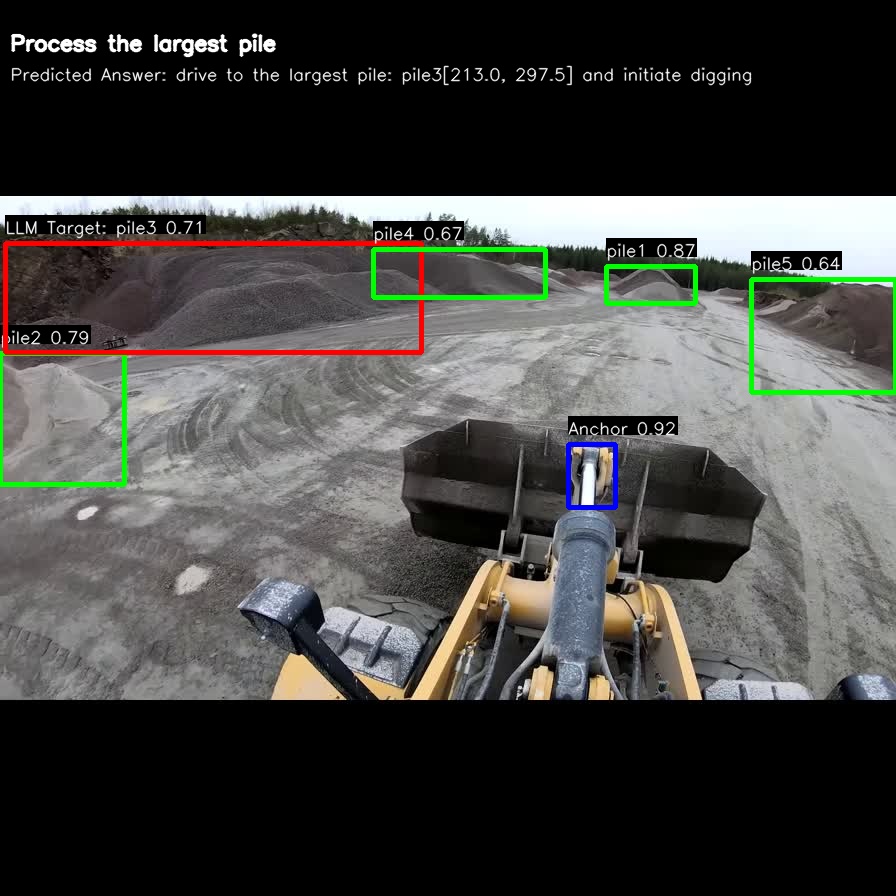 Process the largest pile
Predicted Answer: drive to the largest pile: pile3[213.0, 297.5] and initiate digging
LLM Target: pile3 0.71
pile4 0.67
pile1 0.87
pile5 0.64
pile2 0.79
Anchor 0.92